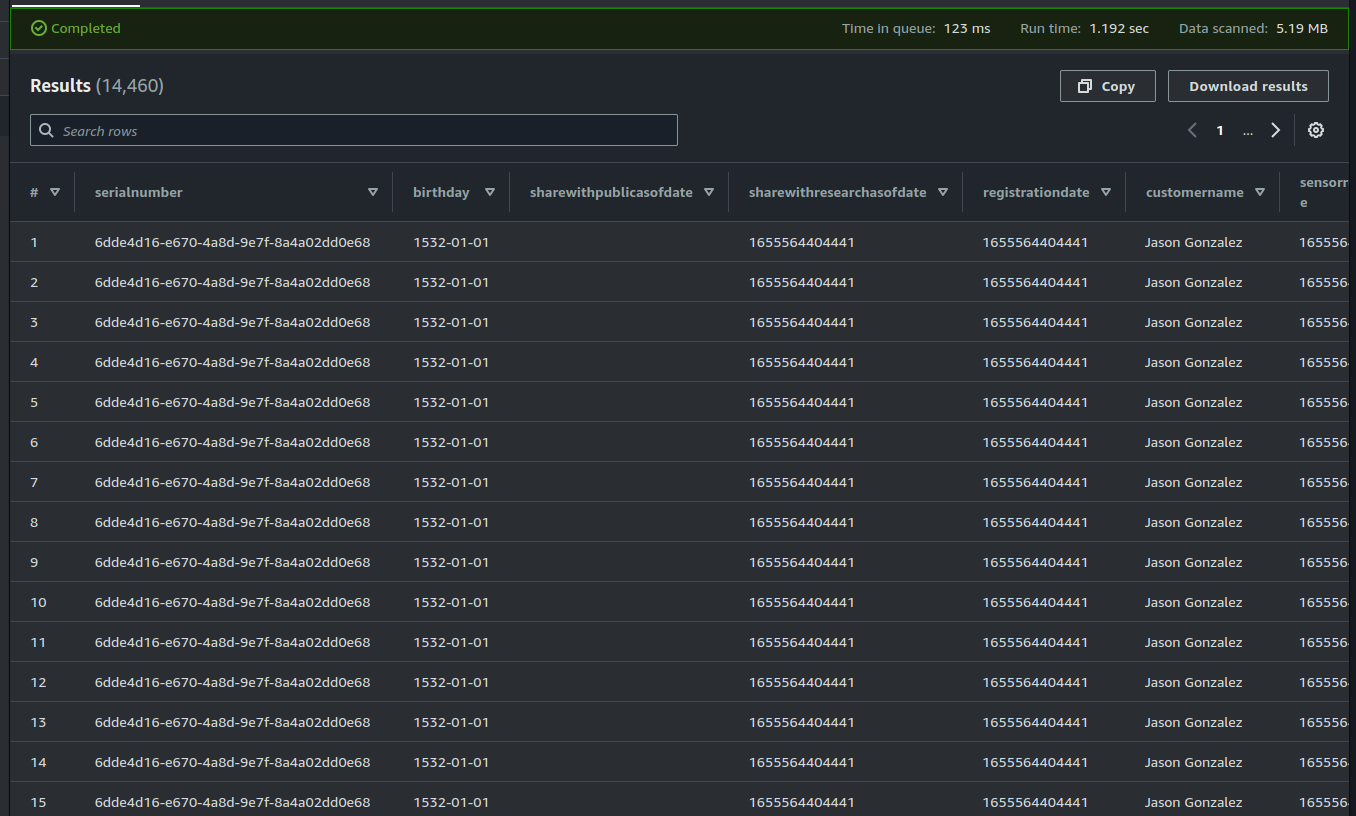 Completed Time in queue: 123 ms Run time: 1.192 sec Data scanned: 5.19 MB
Results (14,460) Copy Download results
Search rows 1 ...
# serialnumber birthday sharewithpublicasofdate sharewithresearchasofdate registrationdate customername sensorr
e
1 6dde4d16-e670-4a8d-9e7f-8a4a02dd0e68 1532-01-01 1655564404441 1655564404441 Jason Gonzalez 165556
2 6dde4d16-e670-4a8d-9e7f-8a4a02dd0e68 1532-01-01 1655564404441 1655564404441 Jason Gonzalez 165556
3 6dde4d16-e670-4a8d-9e7f-8a4a02dd0e68 1532-01-01 1655564404441 1655564404441 Jason Gonzalez 165556
4 6dde4d16-e670-4a8d-9e7f-8a4a02dd0e68 1532-01-01 1655564404441 1655564404441 Jason Gonzalez 165556
5 6dde4d16-e670-4a8d-9e7f-8a4a02dd0e68 1532-01-01 1655564404441 1655564404441 Jason Gonzalez 165556
6 6dde4d16-e670-4a8d-9e7f-8a4a02dd0e68 1532-01-01 1655564404441 1655564404441 Jason Gonzalez 165556
7 6dde4d16-e670-4a8d-9e7f-8a4a02dd0e68 1532-01-01 1655564404441 1655564404441 Jason Gonzalez 165556
8 6dde4d16-e670-4a8d-9e7f-8a4a02dd0e68 1532-01-01 1655564404441 1655564404441 Jason Gonzalez 165556
9 6dde4d16-e670-4a8d-9e7f-8a4a02dd0e68 1532-01-01 1655564404441 1655564404441 Jason Gonzalez 165556
10 6dde4d16-e670-4a8d-9e7f-8a4a02dd0e68 1532-01-01 1655564404441 1655564404441 Jason Gonzalez 165556
11 6dde4d16-e670-4a8d-9e7f-8a4a02dd0e68 1532-01-01 1655564404441 1655564404441 Jason Gonzalez 165556
12 6dde4d16-e670-4a8d-9e7f-8a4a02dd0e68 1532-01-01 1655564404441 1655564404441 Jason Gonzalez 165556
13 6dde4d16-e670-4a8d-9e7f-8a4a02dd0e68 1532-01-01 1655564404441 1655564404441 Jason Gonzalez 165556
14 6dde4d16-e670-4a8d-9e7f-8a4a02dd0e68 1532-01-01 1655564404441 1655564404441 Jason Gonzalez 165556
15 6dde4d16-e670-4a8d-9e7f-8a4a02dd0e68 1532-01-01 1655564404441 1655564404441 Jason Gonzalez 165556